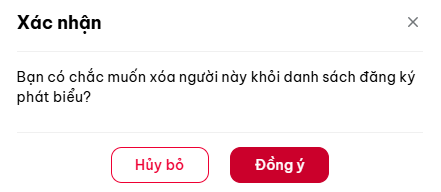 Xác nhận
Bạn có chắc muốn xóa người này khỏi danh sách đăng ký
phát biểu?
Hủy bỏ
Đồng ý